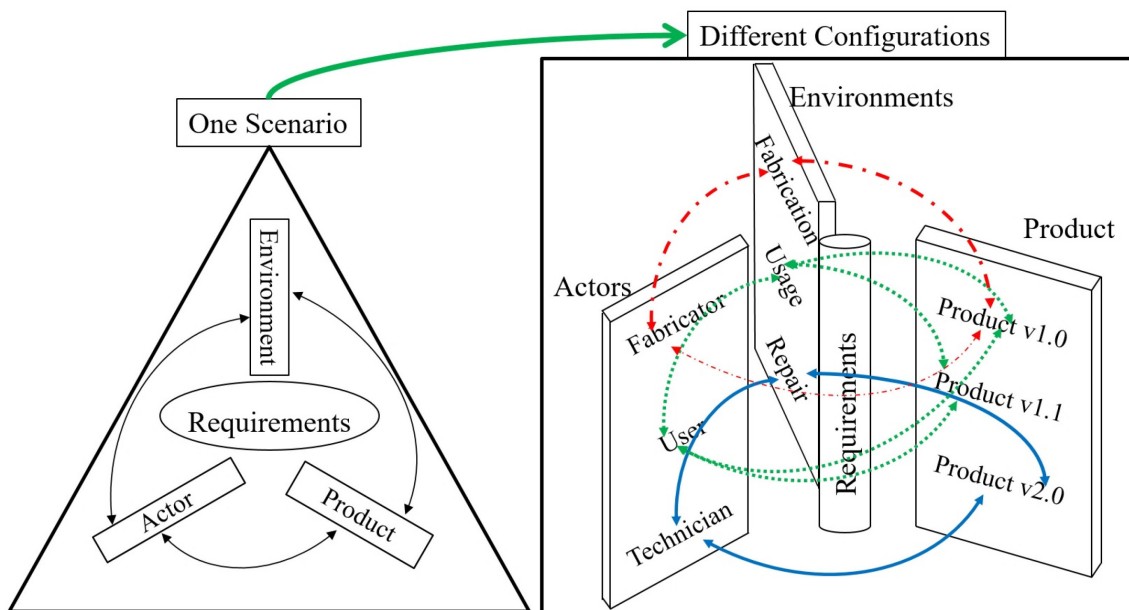 Different Configurations
One Scenario
Environment
Requirements
Actor
Product
Environments
Fabrication
Usage
Repair
Actors
Fabricator
User
Technician
Requirements
Product
Product v1.0
Product v1.1
Product v2.0